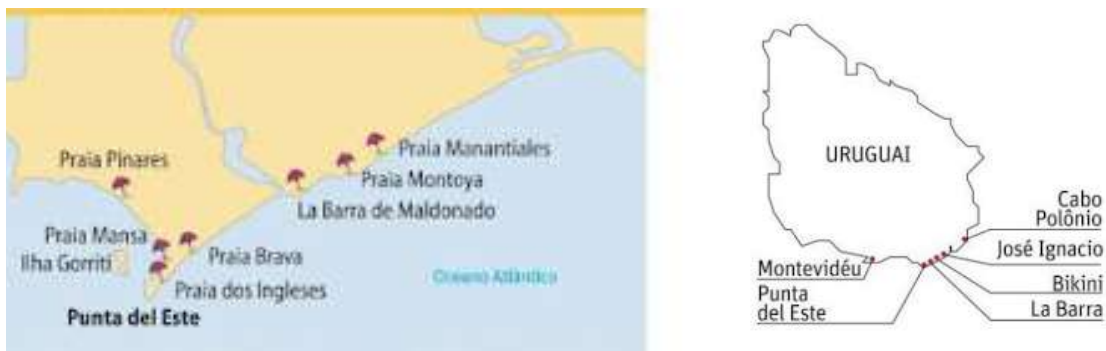 Praia Pinares
Praia Manantiales
Praia Montoya
La Barra de Maldonado
Praia Mansa
Ilha Gorriti
Praia Brava
Praia dos Ingleses
Oceano Atlântico
Punta del Este
URUGUAI
Cabo
Polônio
José Ignacio
Montevidéu
Bikini
Punta
del Este
La Barra